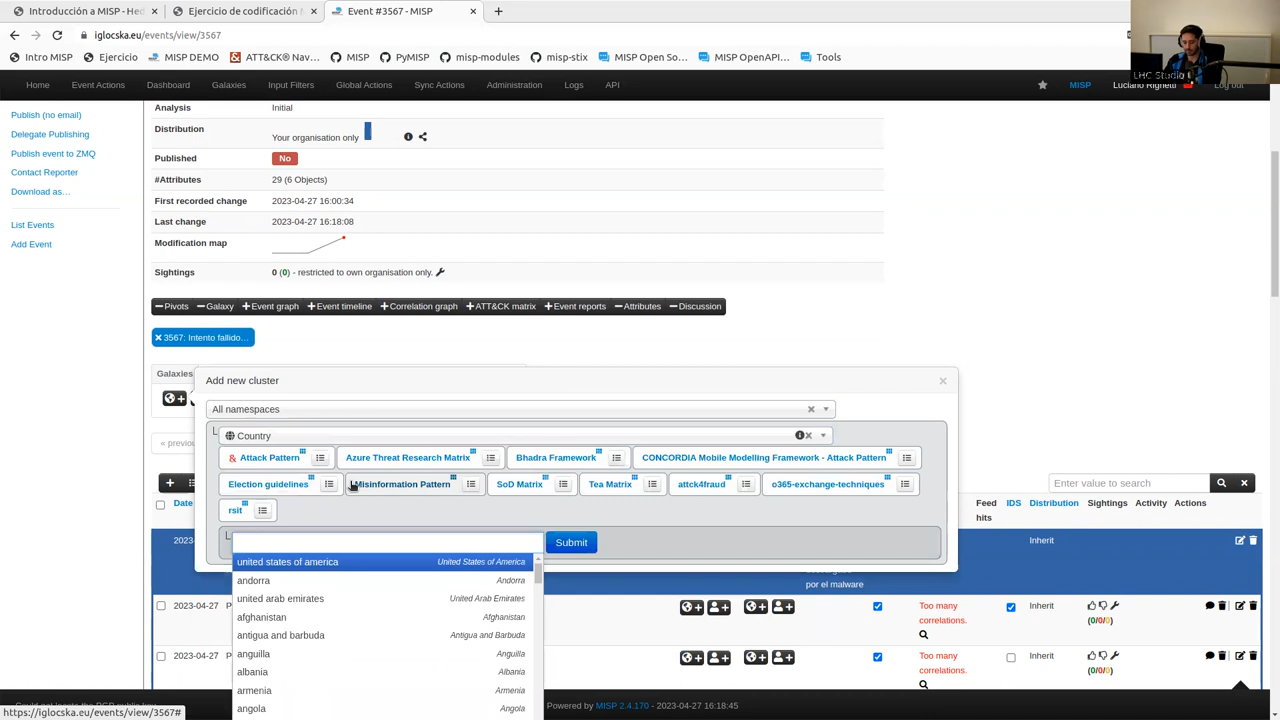 Introducción a MISP - Hed
Ejercicio de codificación
Event #3567 - MISP
iglocska.eu/events/view/3567
Intro MISP
Ejercicio
MISP DEMO
ATT&CK® Nav…
MISP
PyMISP
misp-modules
misp-stix
MISP Open So…
MISP OpenAPI…
Tools
LHC Studio
Home
Event Actions
Dashboard
Galaxies
Input Filters
Global Actions
Sync Actions
Administration
Logs
API
MISP
Luciano Righetti
Log out
Publish (no email)
Delegate Publishing
Publish event to ZMQ
Contact Reporter
Download as…
List Events
Add Event
Analysis Initial
Distribution Your organisation only
Published No
#Attributes 29 (6 Objects)
First recorded change 2023-04-27 16:00:34
Last change 2023-04-27 16:18:08
Modification map
Sightings 0 (0) - restricted to own organisation only.
Pivots Galaxy Event graph Event timeline Correlation graph ATT&CK matrix Event reports Attributes Discussion
3567: Intento fallido…
Galaxies
Add new cluster
All namespaces
Country
& Attack Pattern Azure Threat Research Matrix Bhadra Framework CONCORDIA Mobile Modelling Framework - Attack Pattern
Election guidelines Misinformation Pattern SoD Matrix Tea Matrix attck4fraud o365-exchange-techniques
rsit
Submit
united states of america United States of America
andorra Andorra
united arab emirates United Arab Emirates
afghanistan Afghanistan
antigua and barbuda Antigua and Barbuda
anguilla Anguilla
albania Albania
armenia Armenia
angola Angola
« previou
Enter value to search
Date
Feed hits IDS Distribution Sightings Activity Actions
Inherit
por el malware
2023-04-27
Too many correlations.
Inherit
(0/0/0)
2023-04-27
Too many correlations.
Inherit
(0/0/0)
Powered by MISP 2.4.170 - 2023-04-27 16:18:45
https://iglocska.eu/events/view/3567#